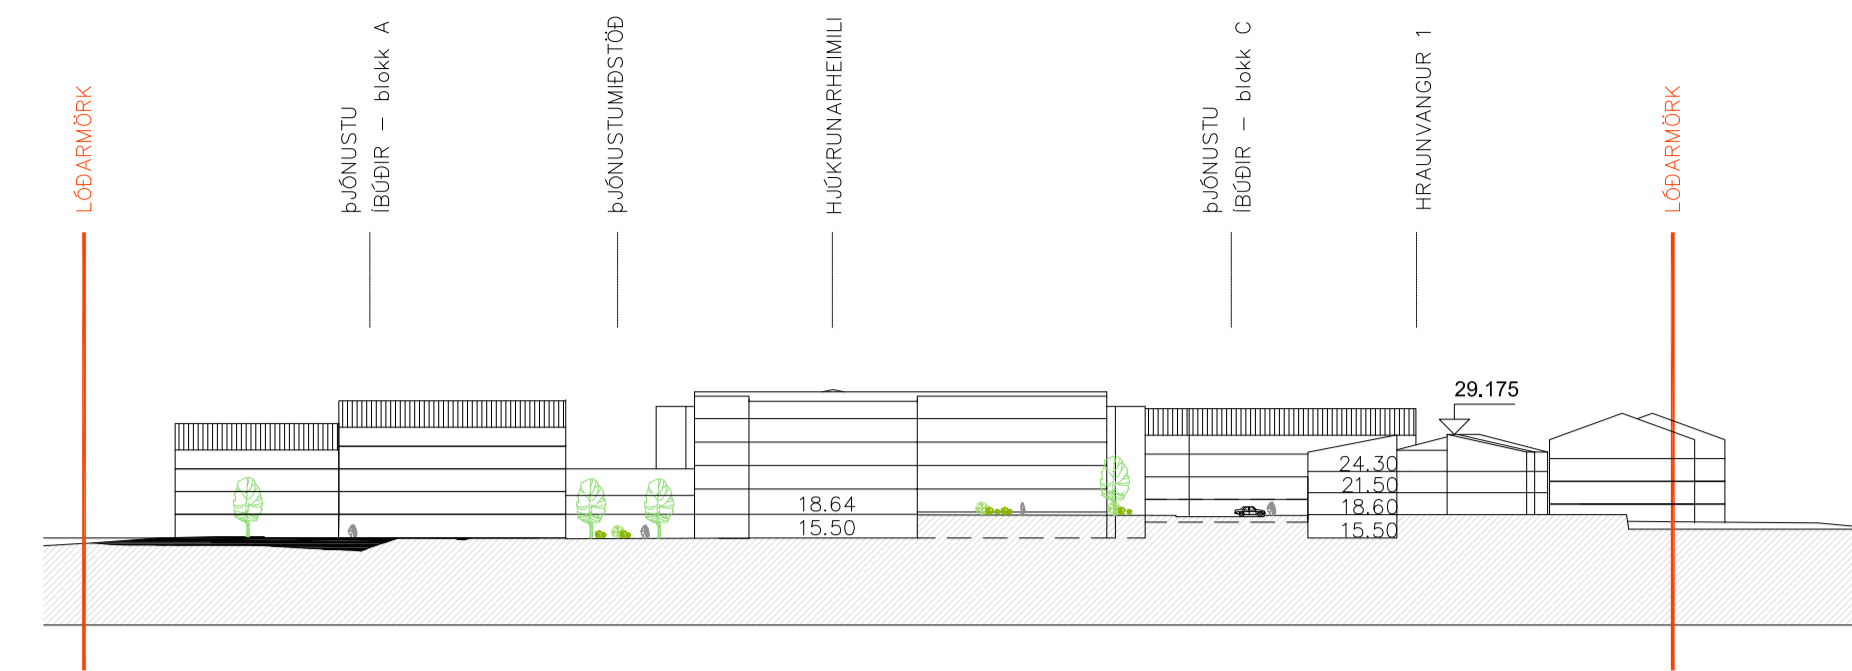 LÓÐARMÖRK
ÞJÓNUSTU
ÍBÚÐIR – blokk A
ÞJÓNUSTUMIÐSTÖÐ
HJÚKRUNARHEIMILI
ÞJÓNUSTU
ÍBÚÐIR – blokk C
HRAUNVANGUR 1
LÓÐARMÖRK
29.175
18.64
15.50
24.30
21.50
18.60
15.50